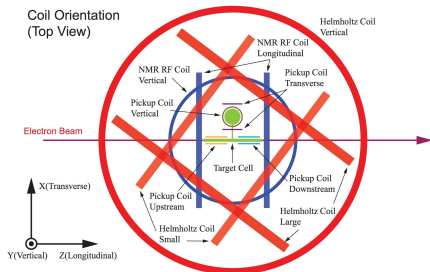 Coil Orientation
(Top View)
Helmholtz Coil
Vertical
NMR RF Coil
Longitudinal
NMR RF Coil
Vertical
Pickup Coil
Transverse
Pickup Coil
Vertical
Electron Beam
Target Cell
Pickup Coil
Downstream
Pickup Coil
Upstream
X(Transverse)
Helmholtz Coil
Large
Helmholtz Coil
Small
Y(Vertical)
Z(Longitudinal)